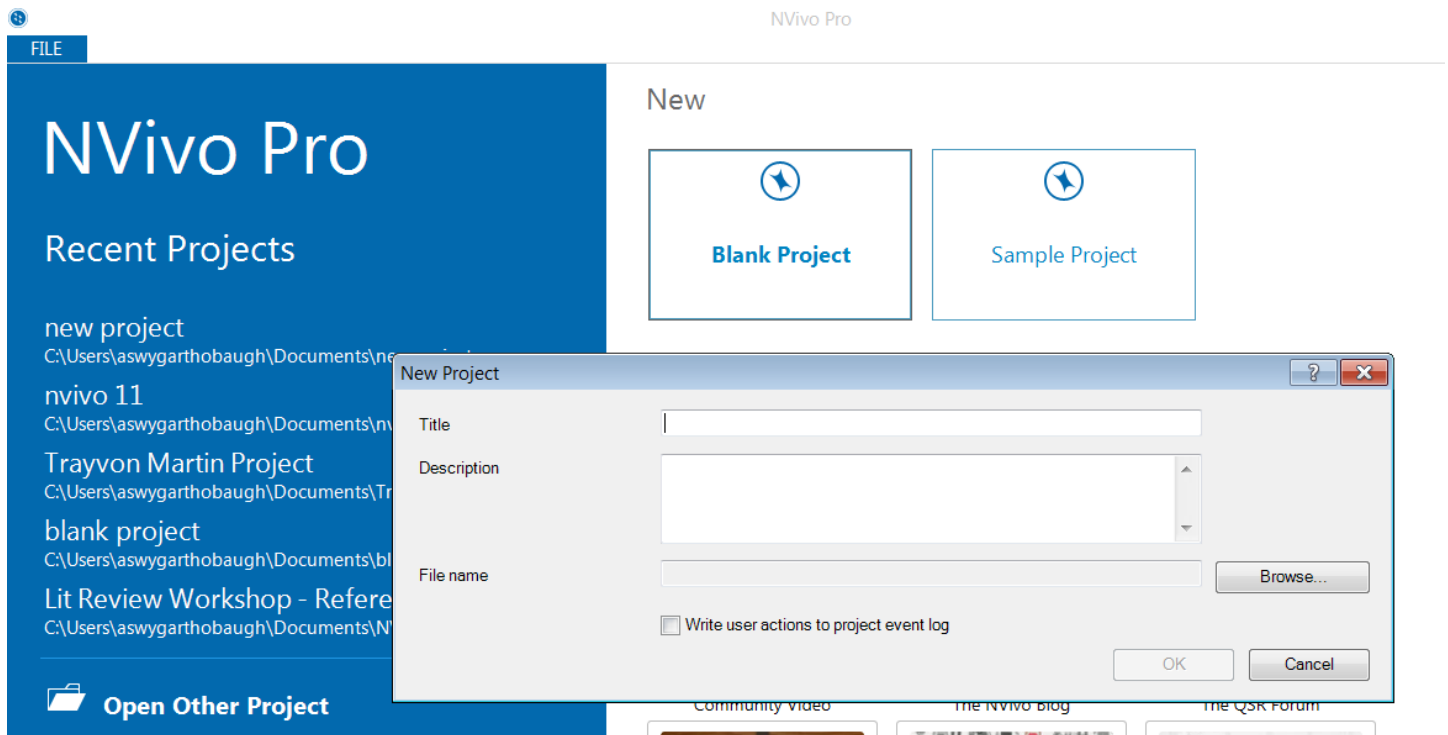 NVivo Pro
FILE
NVivo Pro
Recent Projects
new project
C:\Users\aswygarthobaugh\Documents\ne
nvivo 11
C:\Users\aswygarthobaugh\Documents\nv
Trayvon Martin Project
C:\Users\aswygarthobaugh\Documents\Tr
blank project
C:\Users\aswygarthobaugh\Documents\bl
Lit Review Workshop - Refere
C:\Users\aswygarthobaugh\Documents\N
Open Other Project
New
Blank Project
Sample Project
New Project
Title
Description
File name
Browse...
Write user actions to project event log
OK
Cancel
Community Video
The NVivo Blog
The QSR Forum